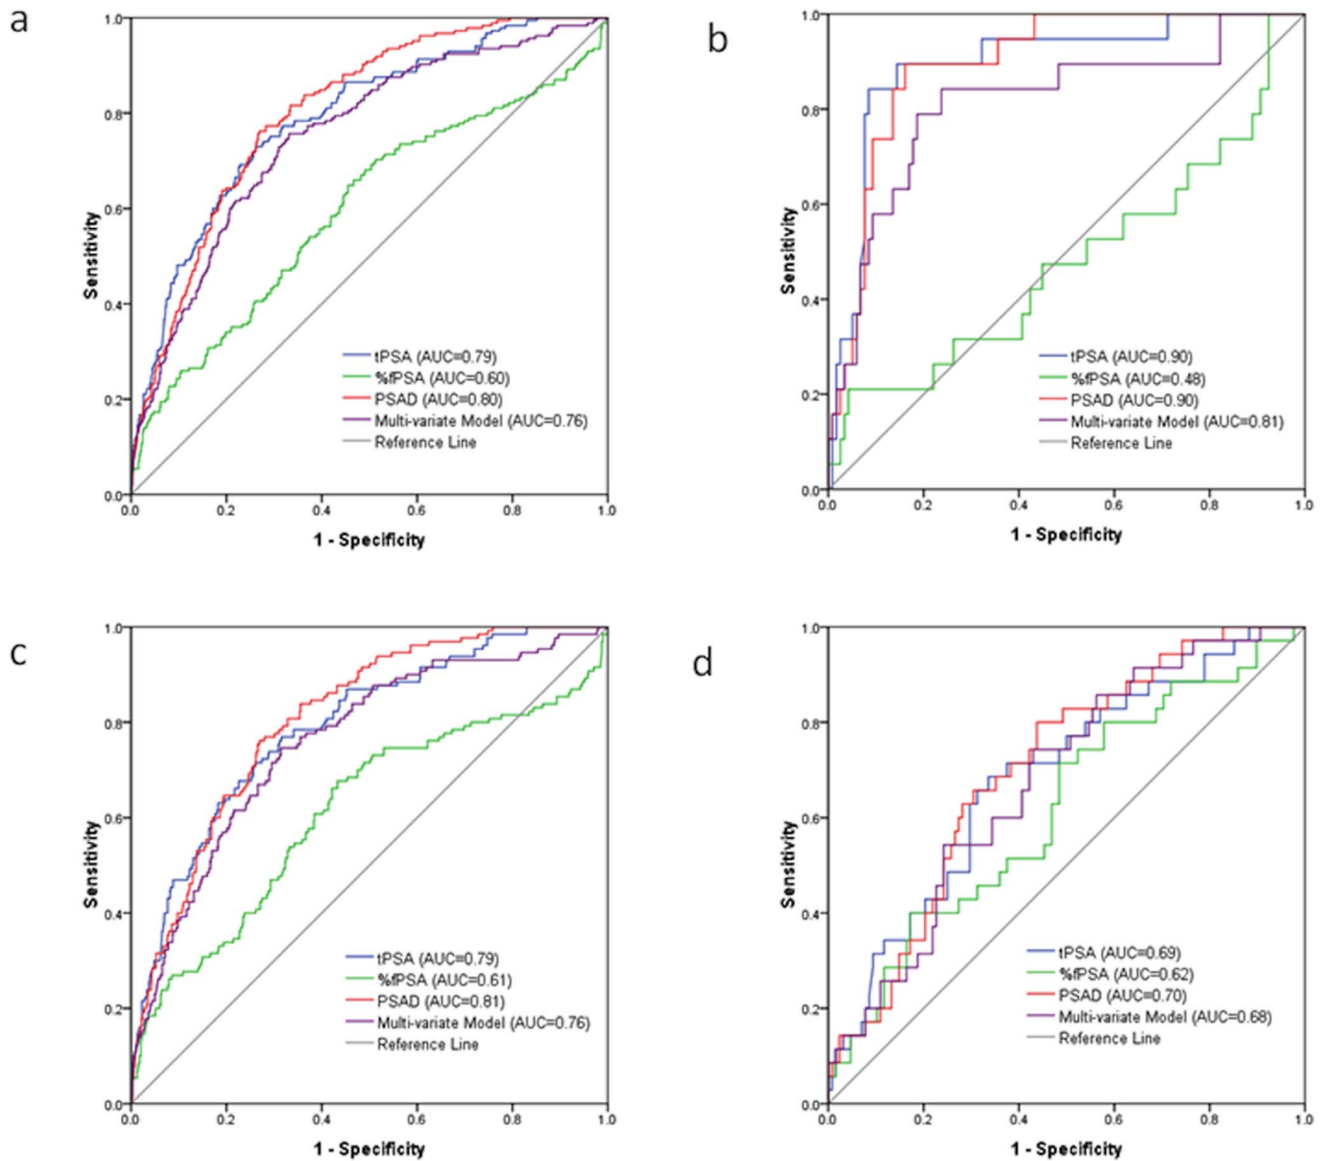 a
1.0
0.8
0.6
0.4
0.2
0.0
Sensitivity
tPSA (AUC=0.79)
%fPSA (AUC=0.60)
PSAD (AUC=0.80)
Multi-variate Model (AUC=0.76)
Reference Line
0.0 0.2 0.4 0.6 0.8 1.0
1 - Specificity
b
1.0
0.8
0.6
0.4
0.2
0.0
Sensitivity
tPSA (AUC=0.90)
%fPSA (AUC=0.48)
PSAD (AUC=0.90)
Multi-variate Model (AUC=0.81)
Reference Line
0.0 0.2 0.4 0.6 0.8 1.0
1 - Specificity
c
1.0
0.8
0.6
0.4
0.2
0.0
Sensitivity
tPSA (AUC=0.79)
%fPSA (AUC=0.61)
PSAD (AUC=0.81)
Multi-variate Model (AUC=0.76)
Reference Line
0.0 0.2 0.4 0.6 0.8 1.0
1 - Specificity
d
1.0
0.8
0.6
0.4
0.2
0.0
Sensitivity
tPSA (AUC=0.69)
%fPSA (AUC=0.62)
PSAD (AUC=0.70)
Multi-variate Model (AUC=0.68)
Reference Line
0.0 0.2 0.4 0.6 0.8 1.0
1 - Specificity